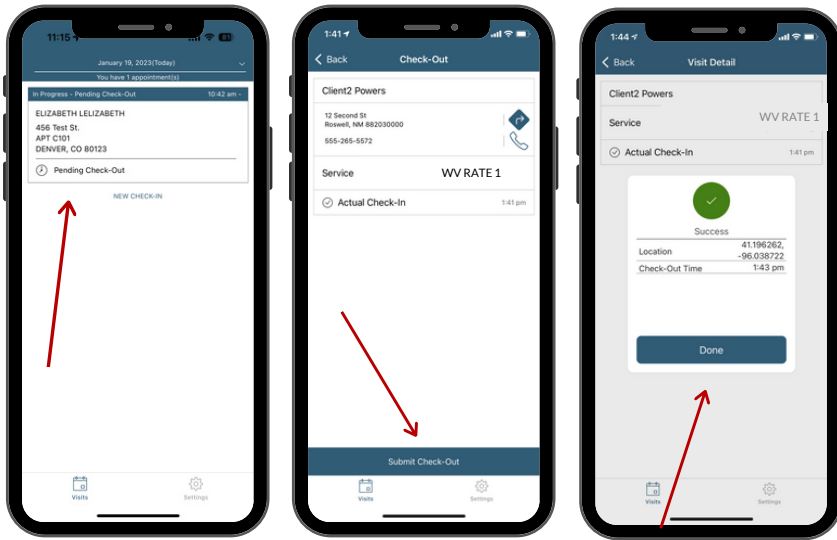 11:15
January 19, 2023(Today)
You have 1 appointment(s)
In Progress - Pending Check-Out 10:42 am -
ELIZABETH LELIZABETH
456 Test St.
APT C101
DENVER, CO 80123
Pending Check-Out
NEW CHECK-IN
Visits Settings
1:41
Back Check-Out
Client2 Powers
12 Second St
Roswell, NM 882030000
555-265-5572
Service WV RATE 1
Actual Check-In 1:41 pm
Submit Check-Out
Visits Settings
1:44
Back Visit Detail
Client2 Powers
Service WV RATE 1
Actual Check-In 1:41 pm
Success
Location 41.196262,
-96.038722
Check-Out Time 1:43 pm
Done
Visits Settings